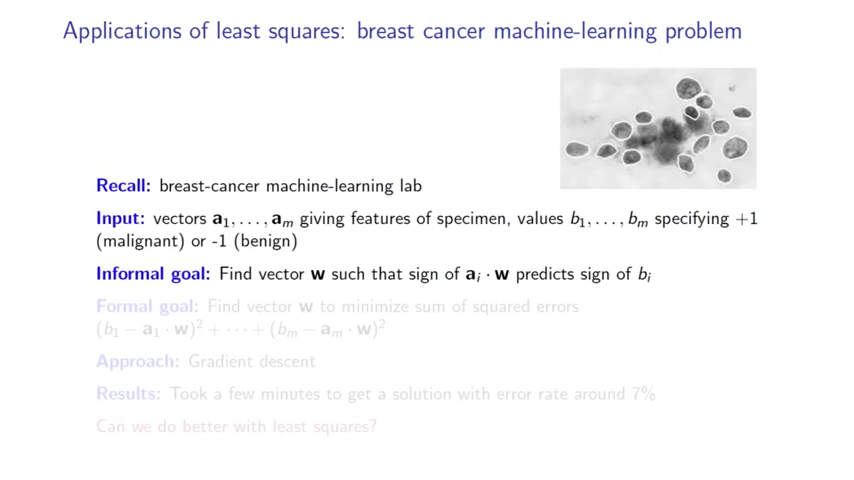 Applications of least squares: breast cancer machine-learning problem
Recall: breast-cancer machine-learning lab
Input: vectors a₁, . . . , aₘ giving features of specimen, values b₁, . . . , bₘ specifying +1
(malignant) or -1 (benign)
Informal goal: Find vector w such that sign of aᵢ · w predicts sign of bᵢ
Formal goal: Find vector w to minimize sum of squared errors
(b₁ − a₁ · w)² + · · · + (bₘ − aₘ · w)²
Approach: Gradient descent
Results: Took a few minutes to get a solution with error rate around 7%
Can we do better with least squares?